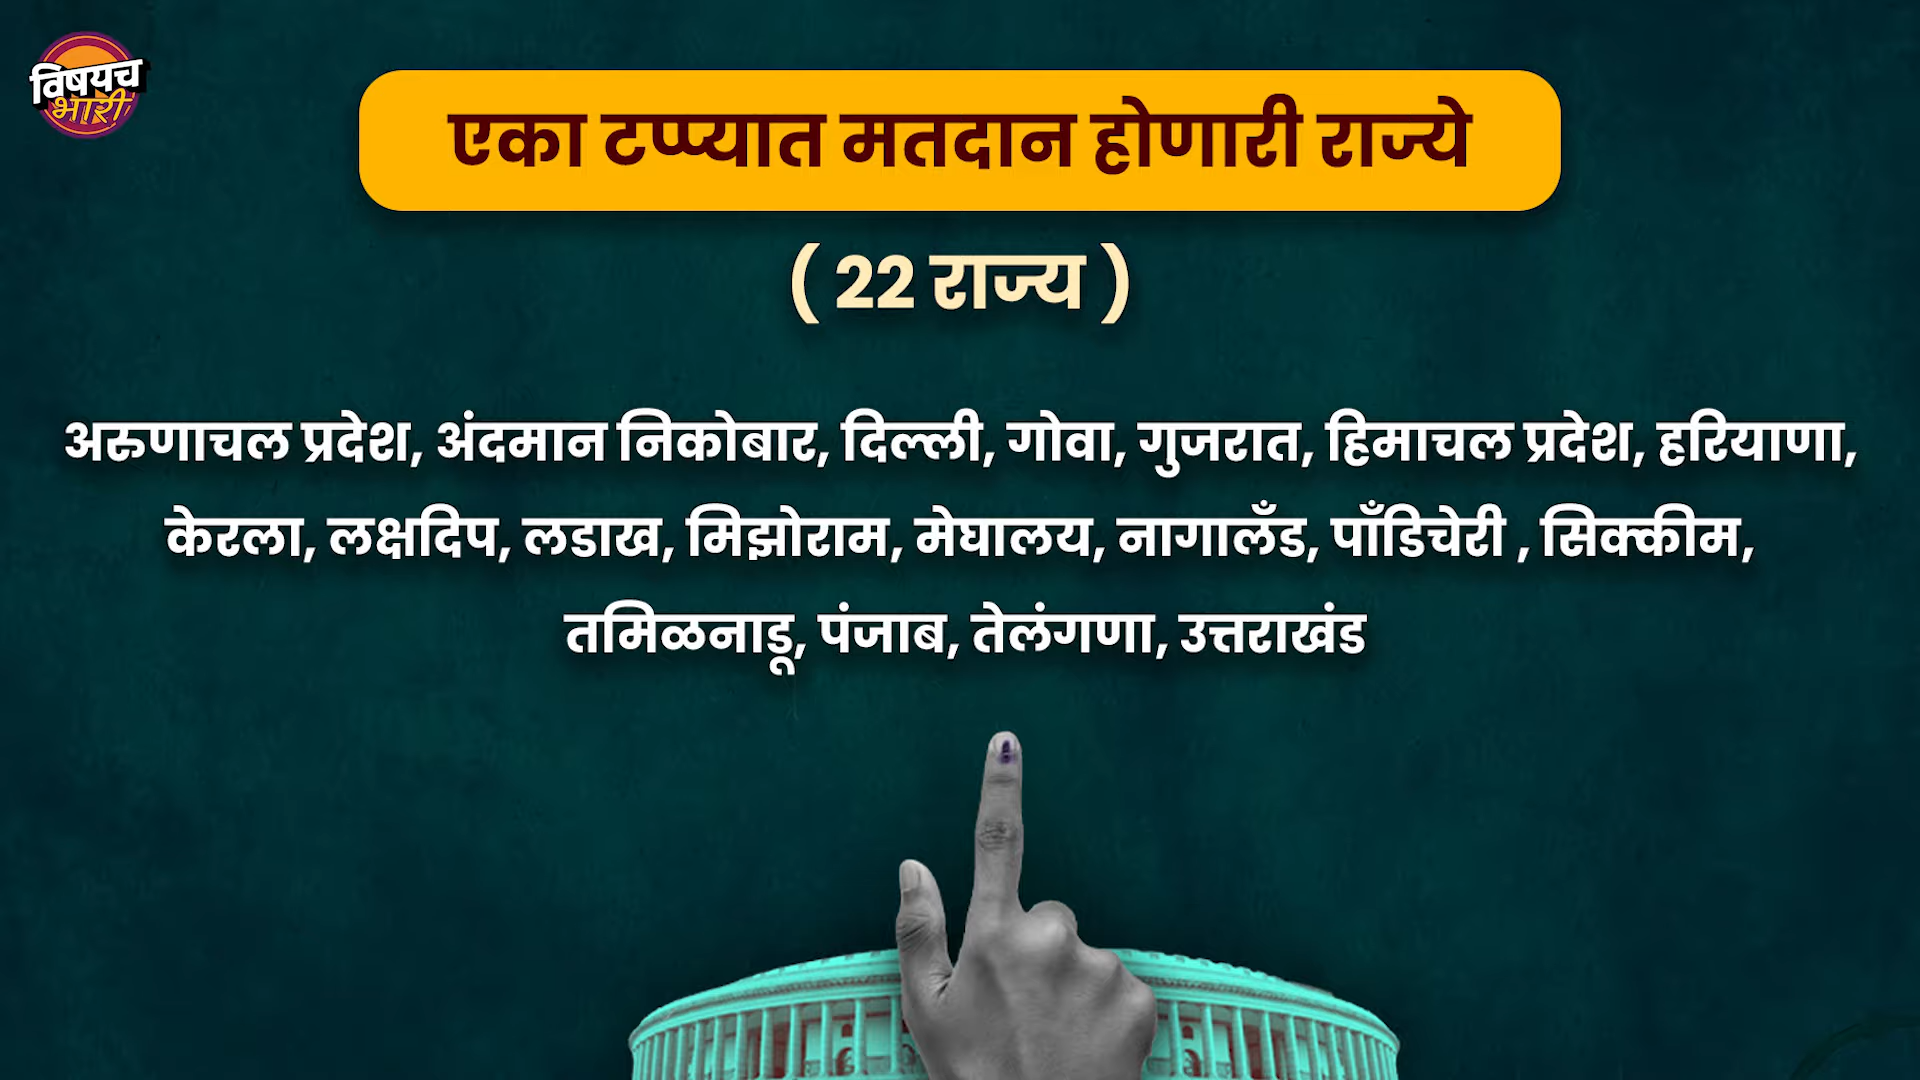 विषयच
भारी
एका टप्प्यात मतदान होणारी राज्ये
( 22 राज्य )
अरुणाचल प्रदेश, अंदमान निकोबार, दिल्ली, गोवा, गुजरात, हिमाचल प्रदेश, हरियाणा,
केरला, लक्षदिप, लडाख, मिझोराम, मेघालय, नागालँड, पाँडिचेरी , सिक्कीम,
तमिळनाडू, पंजाब, तेलंगणा, उत्तराखंड